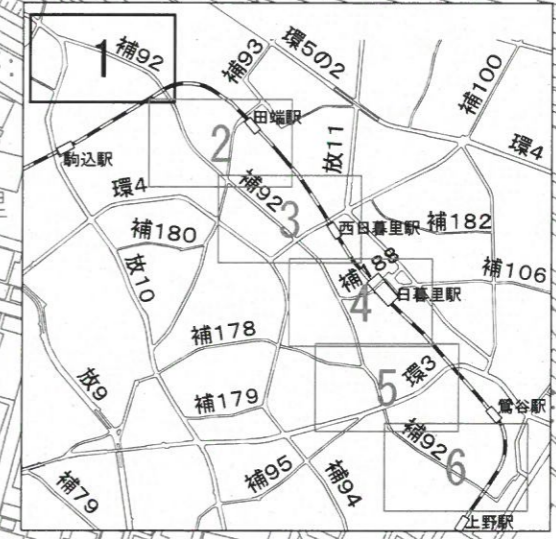 1
補92
補93
環5の2
補100
田端駅
2
放11
環4
駒込駅
環4
補92
3
補180
西日暮里駅
補182
放10
補188
日暮里駅
補106
4
補178
環3
放9
5
補179
鶯谷駅
補92
6
補79
補95
補94
上野駅